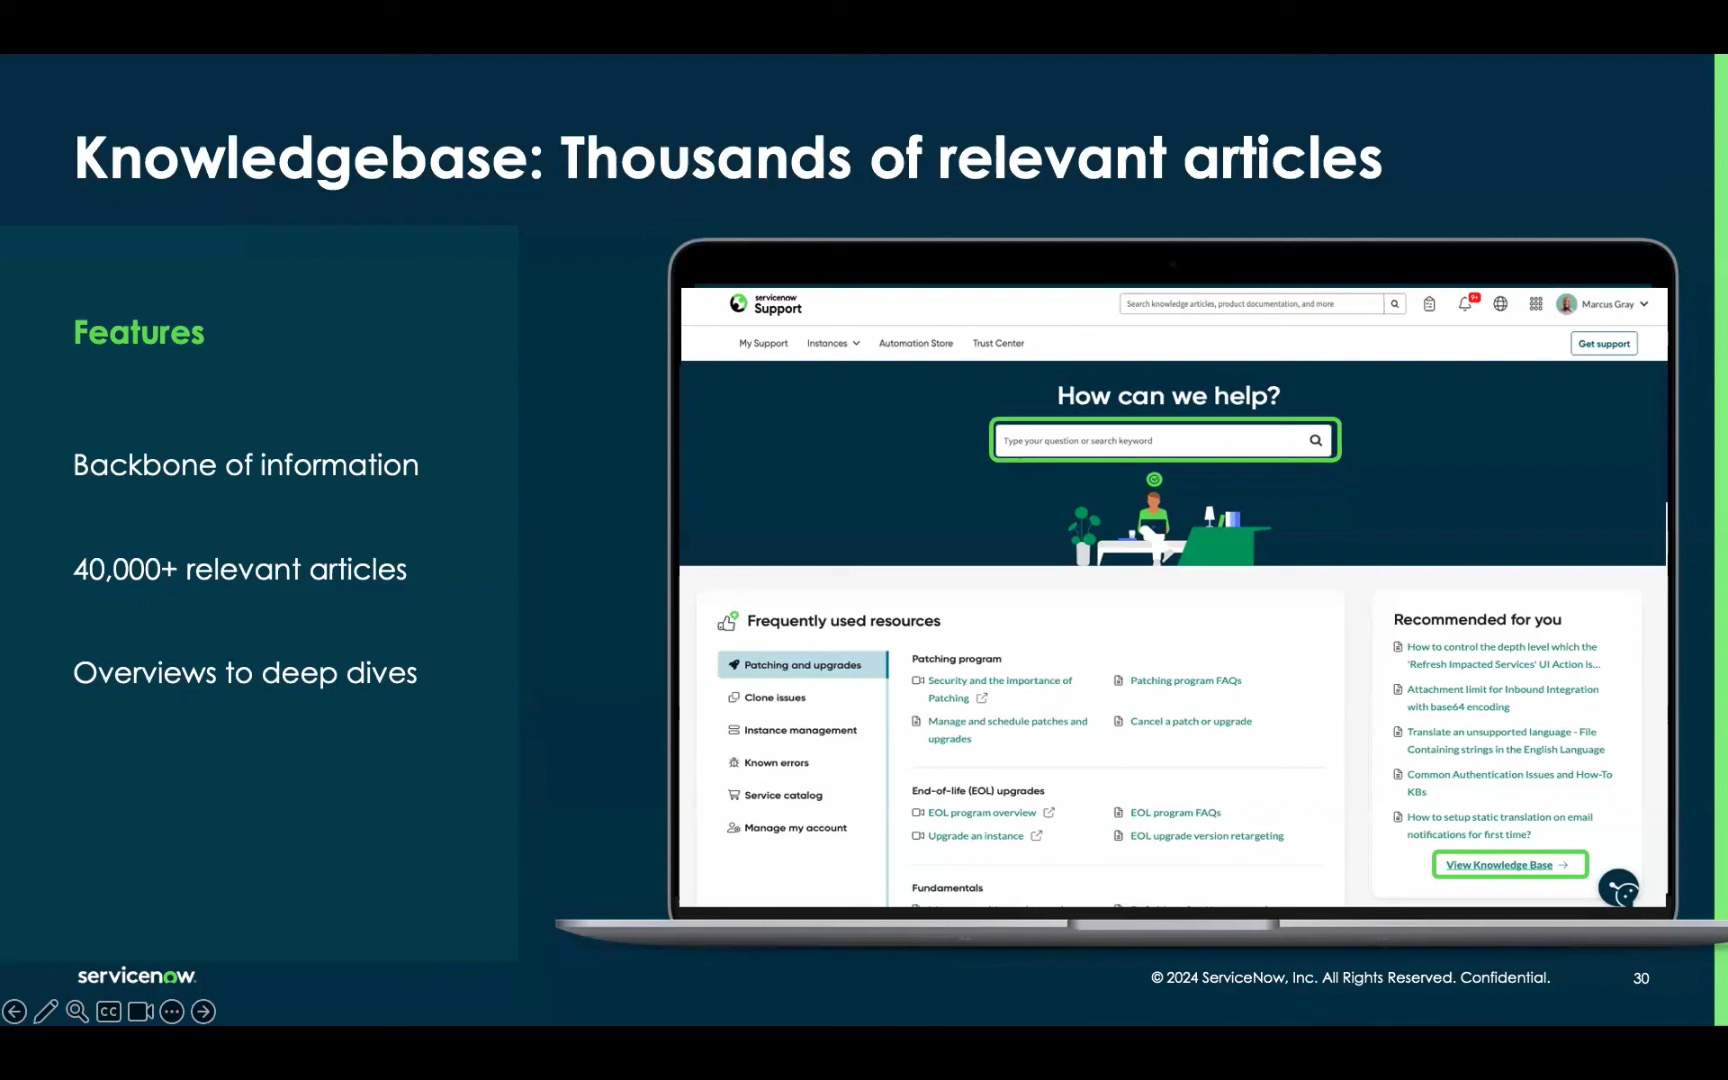 Knowledgebase: Thousands of relevant articles
Features
Backbone of information
40,000+ relevant articles
Overviews to deep dives
servicenow
Support
Search knowledge articles, product documentation, and more
9+
Marcus Gray
My Support
Instances
Automation Store
Trust Center
Get support
How can we help?
Type your question or search keyword
Frequently used resources
Patching and upgrades
Clone issues
Instance management
Known errors
Service catalog
Manage my account
Patching program
Security and the importance of
Patching
Patching program FAQs
Manage and schedule patches and
upgrades
Cancel a patch or upgrade
End-of-life (EOL) upgrades
EOL program overview
EOL program FAQs
Upgrade an instance
EOL upgrade version retargeting
Fundamentals
Recommended for you
How to control the depth level which the
'Refresh Impacted Services' UI Action is...
Attachment limit for Inbound Integration
with base64 encoding
Translate an unsupported language - File
Containing strings in the English Language
Common Authentication Issues and How-To
KBs
How to setup static translation on email
notifications for first time?
View Knowledge Base
servicenow.
© 2024 ServiceNow, Inc. All Rights Reserved. Confidential.
30
CC